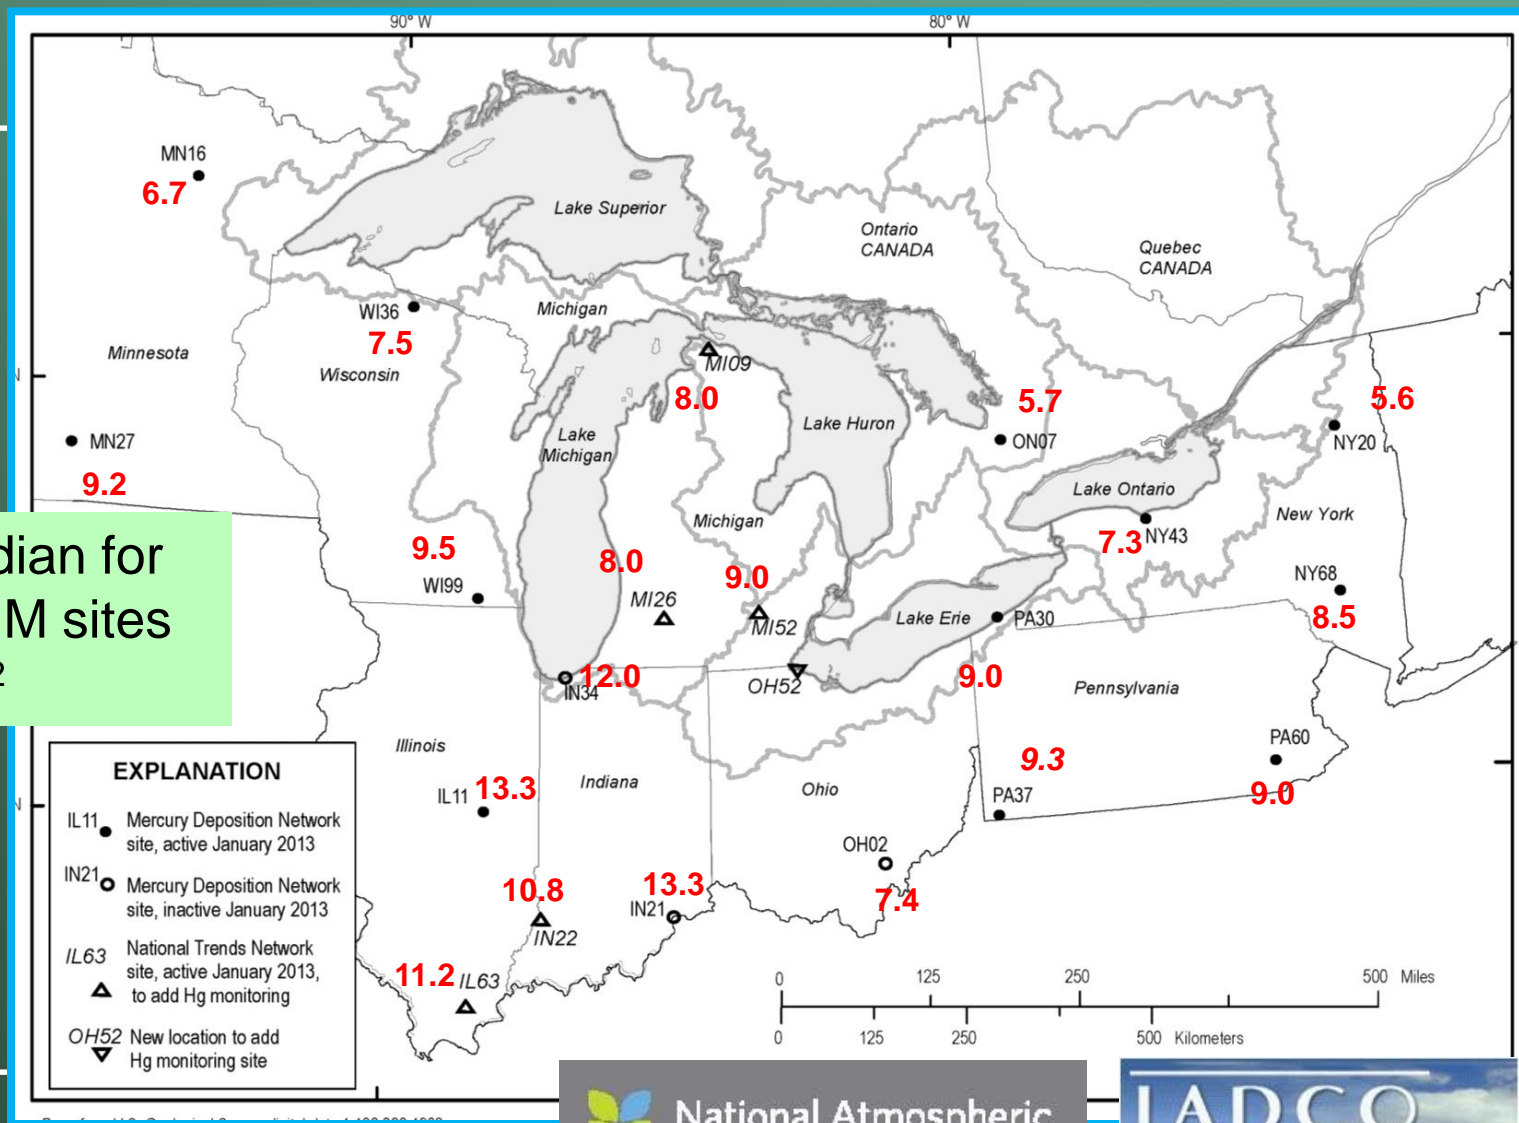 90° W
80° W
MN16
6.7
Lake Superior
Ontario
CANADA
Quebec
CANADA
WI36
7.5
Michigan
Minnesota
Wisconsin
MI09
8.0
Lake Huron
5.7
ON07
5.6
NY20
MN27
9.2
Lake
Michigan
Lake Ontario
New York
NY43
7.3
Michigan
dian for
M sites
2
9.5
WI99
8.0
MI26
9.0
MI52
Lake Erie
PA30
NY68
8.5
12.0
IN34
OH52
9.0
Pennsylvania
Illinois
Indiana
Ohio
9.3
PA37
PA60
9.0
IL11
13.3
OH02
7.4
10.8
IN22
13.3
IN21
11.2
IL63
EXPLANATION
IL11
Mercury Deposition Network
site, active January 2013
IN21
Mercury Deposition Network
site, inactive January 2013
IL63
National Trends Network
site, active January 2013,
to add Hg monitoring
OH52
New location to add
Hg monitoring site
0 125 250 500 Miles
0 125 250 500 Kilometers
National Atmospheric
LADCO